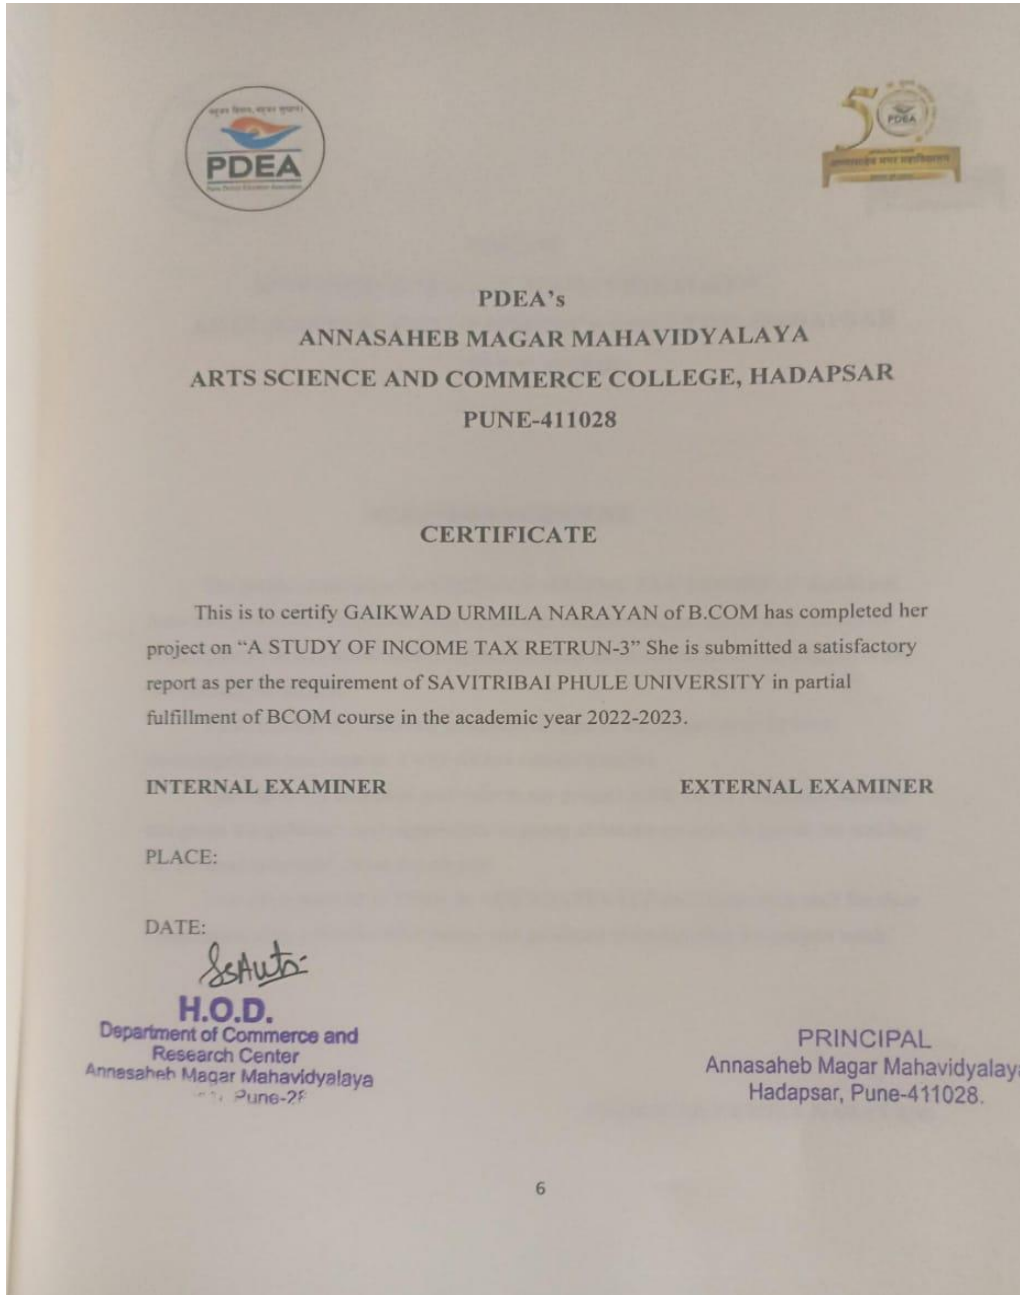 PDEA
50
PDEA
PDEA's
ANNASAHEB MAGAR MAHAVIDYALAYA
ARTS SCIENCE AND COMMERCE COLLEGE, HADAPSAR
PUNE-411028
CERTIFICATE
This is to certify GAIKWAD URMILA NARAYAN of B.COM has completed her
project on “A STUDY OF INCOME TAX RETRUN-3” She is submitted a satisfactory
report as per the requirement of SAVITRIBAI PHULE UNIVERSITY in partial
fulfillment of BCOM course in the academic year 2022-2023.
INTERNAL EXAMINER EXTERNAL EXAMINER
PLACE:
DATE:
H.O.D.
Department of Commerce and
Research Center
Annasaheb Magar Mahavidyalaya
Pune-28
PRINCIPAL
Annasaheb Magar Mahavidyalay
Hadapsar, Pune-411028.
6